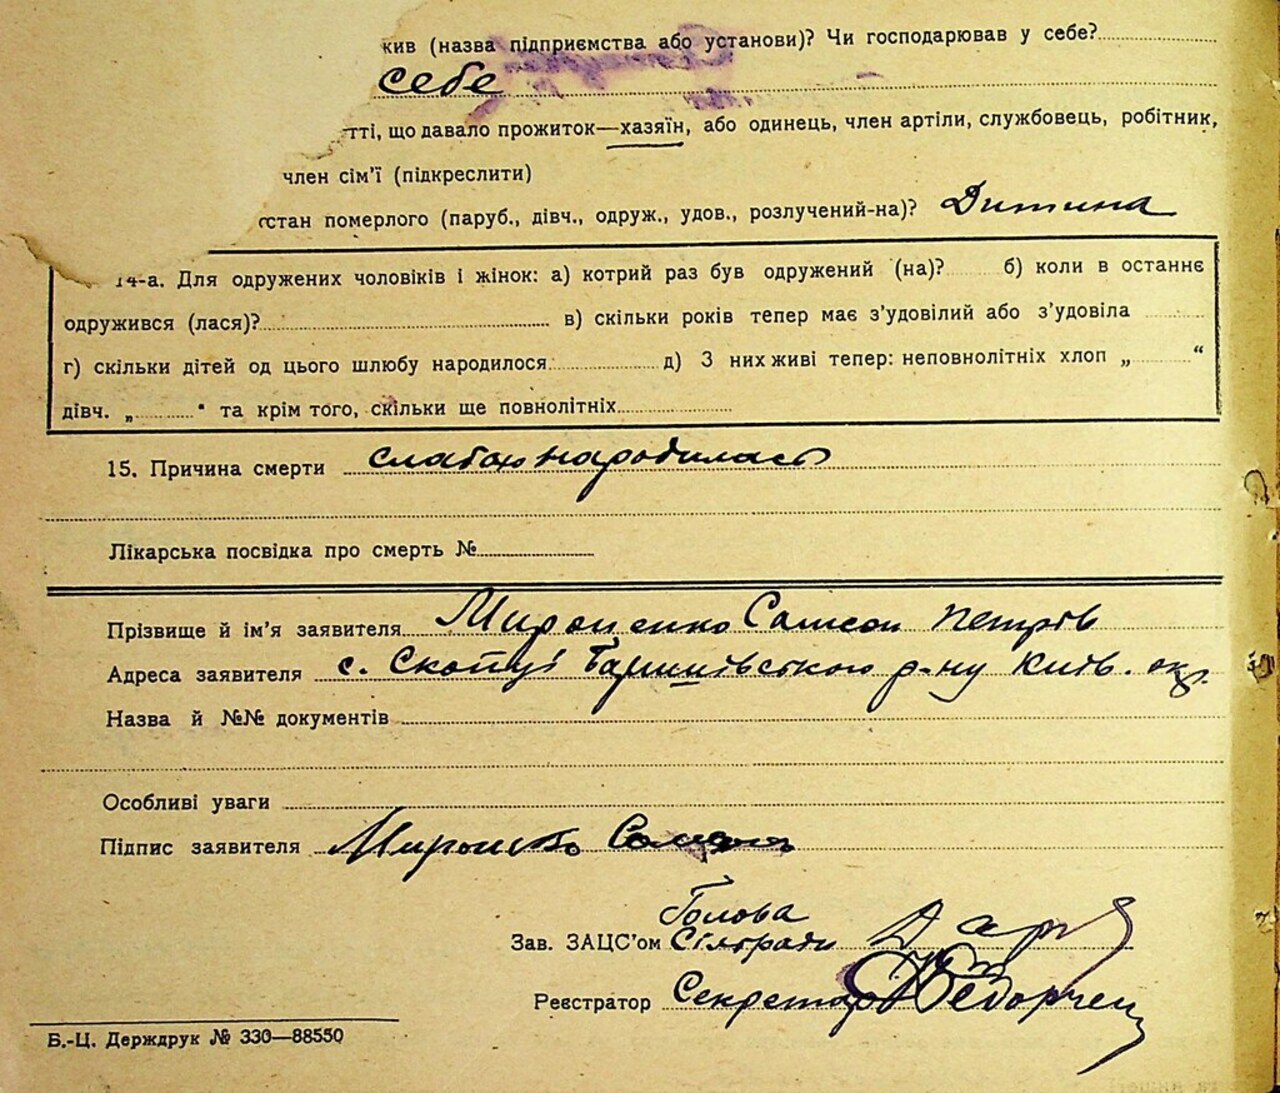 кив (назва підприємства або установи)? Чи господарював у себе?
себе
тті, що давало прожиток—хазяїн, або одинець, член артіли, службовець, робітник,
член сім'ї (підкреслити)
стан померлого (паруб., дівч., одруж., удов., розлучений-на)? Дитина
14-а. Для одружених чоловіків і жінок: а) котрий раз був одружений (на)? б) коли в останнє
одружився (лася)? в) скільки років тепер має з'удовілий або з'удовіла
г) скільки дітей од цього шлюбу народилося д) З них живі тепер: неповнолітніх хлоп „ “
дівч. „ “ та крім того, скільки ще повнолітніх
15. Причина смерти слабою народилась
Лікарська посвідка про смерть №
Прізвище й ім'я заявителя Мироненко Самсон Петрів
Адреса заявителя с. Скопці Баришівського р-ну Київ. окр.
Назва й №№ документів
Особливі уваги
Підпис заявителя
Голова
Зав. ЗАЦС'ом Сільради
Реєстратор Секретар
Б.-Ц. Держдрук № 330—88550